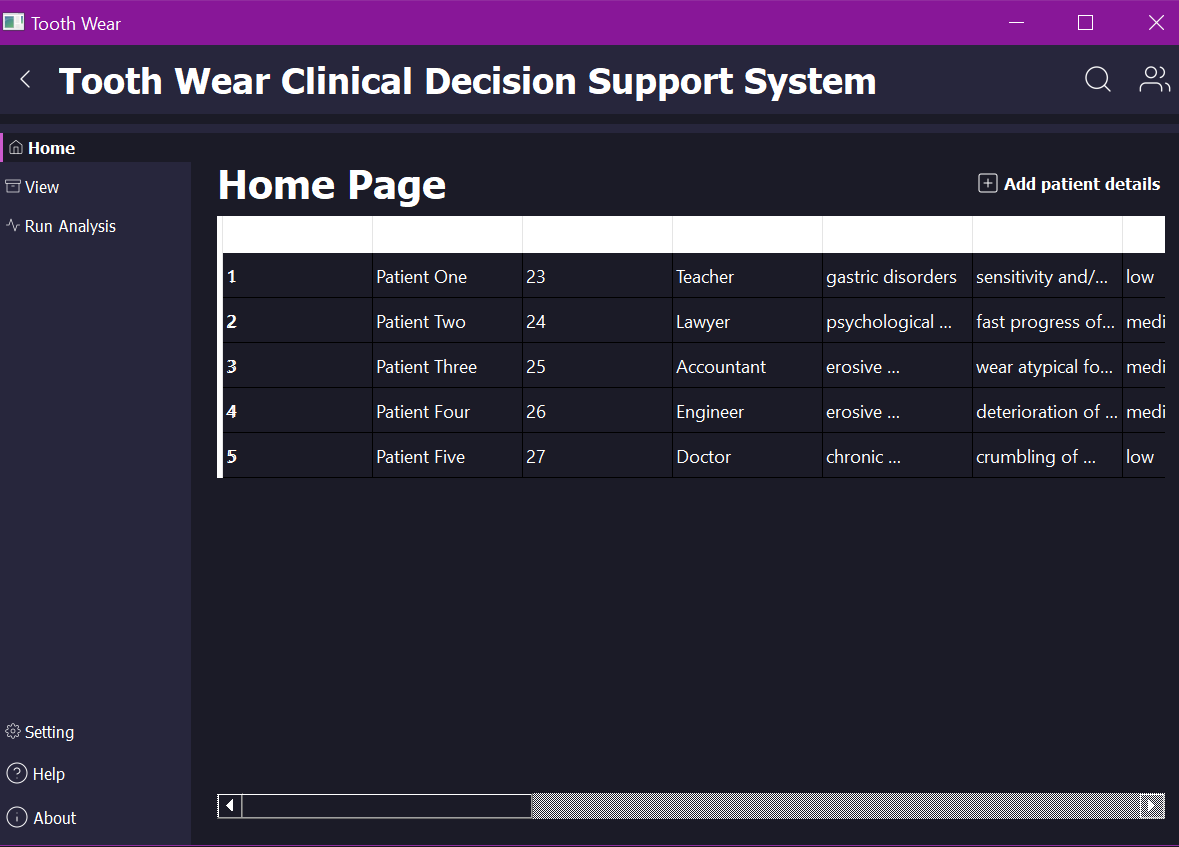 Tooth Wear
Tooth Wear Clinical Decision Support System
Home
View
Run Analysis
Home Page
Add patient details
1 Patient One 23 Teacher gastric disorders sensitivity and/... low
2 Patient Two 24 Lawyer psychological ... fast progress of... medi
3 Patient Three 25 Accountant erosive ... wear atypical fo... medi
4 Patient Four 26 Engineer erosive ... deterioration of ... medi
5 Patient Five 27 Doctor chronic ... crumbling of ... low
Setting
Help
About